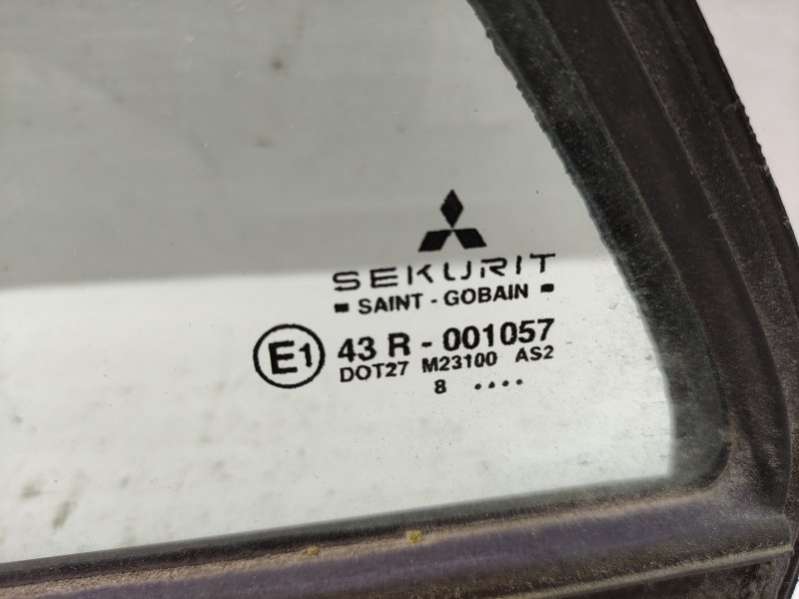 SEKURIT
SAINT - GOBAIN
E1 43 R - 001057
DOT27 M23100 AS2
8 ....